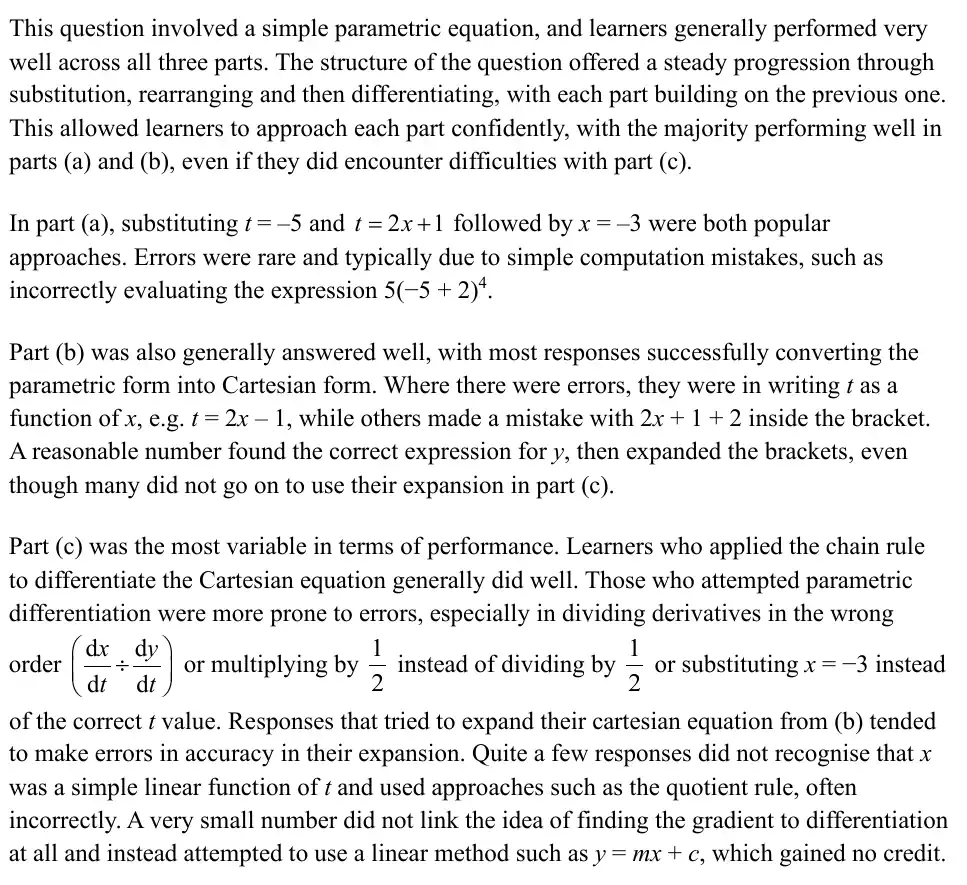 This question involved a simple parametric equation, and learners generally performed very
well across all three parts. The structure of the question offered a steady progression through
substitution, rearranging and then differentiating, with each part building on the previous one.
This allowed learners to approach each part confidently, with the majority performing well in
parts (a) and (b), even if they did encounter difficulties with part (c).
In part (a), substituting t = –5 and t = 2x+1 followed by x = –3 were both popular
approaches. Errors were rare and typically due to simple computation mistakes, such as
incorrectly evaluating the expression 5(−5 + 2)⁴.
Part (b) was also generally answered well, with most responses successfully converting the
parametric form into Cartesian form. Where there were errors, they were in writing t as a
function of x, e.g. t = 2x – 1, while others made a mistake with 2x + 1 + 2 inside the bracket.
A reasonable number found the correct expression for y, then expanded the brackets, even
though many did not go on to use their expansion in part (c).
Part (c) was the most variable in terms of performance. Learners who applied the chain rule
to differentiate the Cartesian equation generally did well. Those who attempted parametric
differentiation were more prone to errors, especially in dividing derivatives in the wrong
order (dx/dt ÷ dy/dt) or multiplying by 1/2 instead of dividing by 1/2 or substituting x = −3 instead
of the correct t value. Responses that tried to expand their cartesian equation from (b) tended
to make errors in accuracy in their expansion. Quite a few responses did not recognise that x
was a simple linear function of t and used approaches such as the quotient rule, often
incorrectly. A very small number did not link the idea of finding the gradient to differentiation
at all and instead attempted to use a linear method such as y = mx + c, which gained no credit.